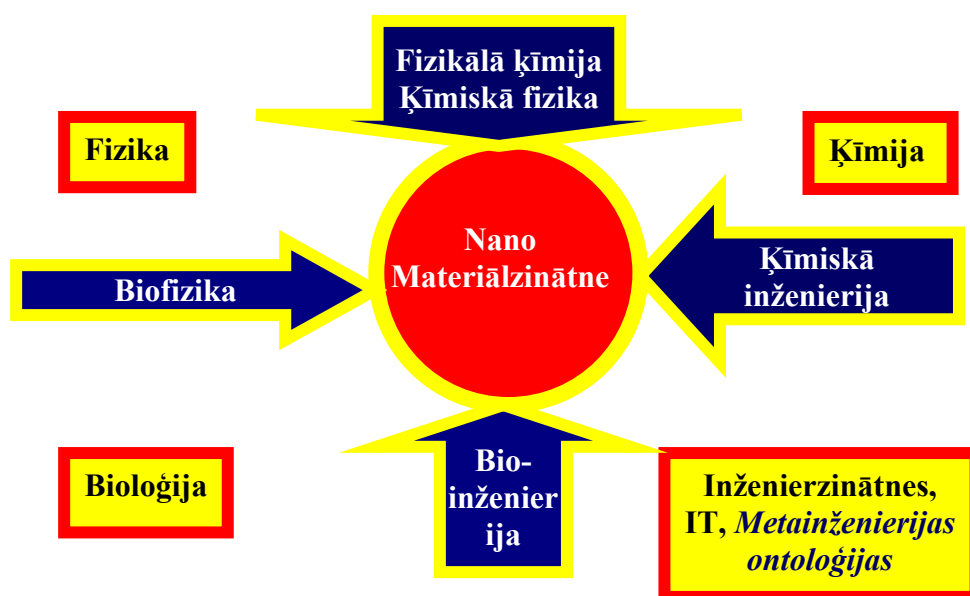 Fizikālā ķīmija
Ķīmiskā fizika
Fizika
Ķīmija
Nano
Materiālzinātne
Biofizika
Ķīmiskā
inženierija
Bioloģija
Bio-
inženier
ija
Inženierzinātnes,
IT, Metainženierijas
ontoloģijas